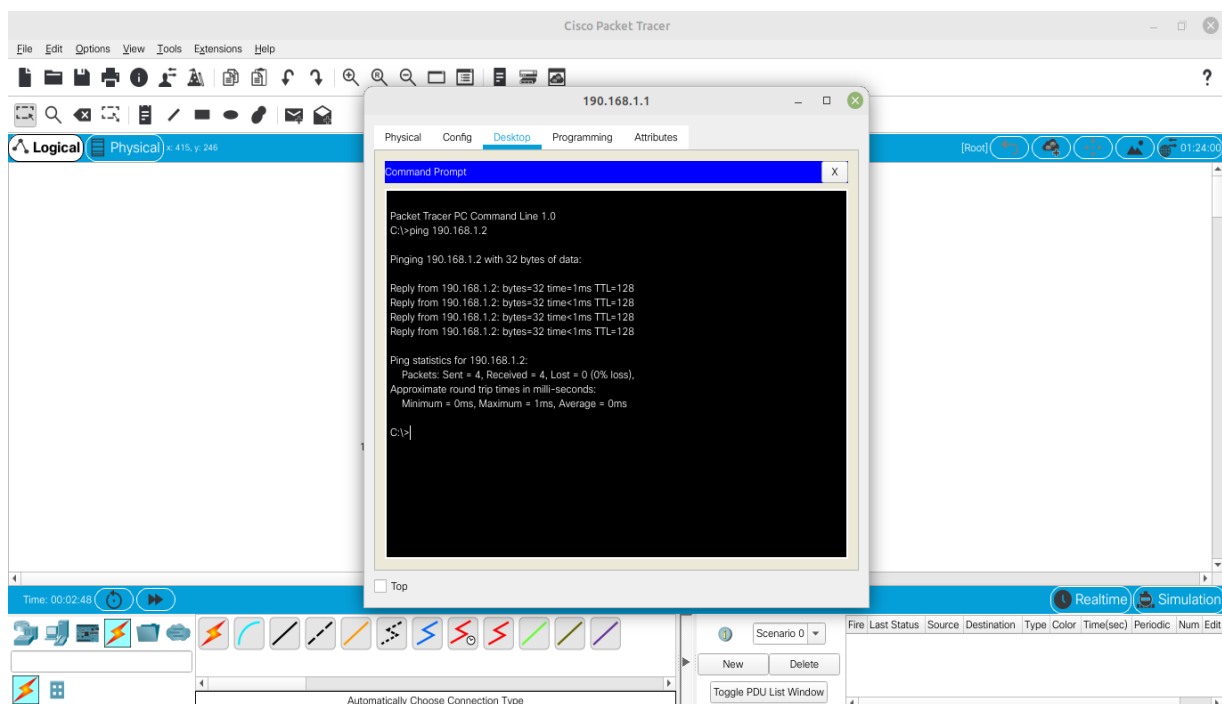 Cisco Packet Tracer
File Edit Options View Tools Extensions Help
?
190.168.1.1
Physical Config Desktop Programming Attributes
Logical Physical x: 415, y: 246
[Root] 01:24:00
Command Prompt X
Packet Tracer PC Command Line 1.0
C:\>ping 190.168.1.2
Pinging 190.168.1.2 with 32 bytes of data:
Reply from 190.168.1.2: bytes=32 time=1ms TTL=128
Reply from 190.168.1.2: bytes=32 time<1ms TTL=128
Reply from 190.168.1.2: bytes=32 time<1ms TTL=128
Reply from 190.168.1.2: bytes=32 time<1ms TTL=128
Ping statistics for 190.168.1.2:
Packets: Sent = 4, Received = 4, Lost = 0 (0% loss),
Approximate round trip times in milli-seconds:
Minimum = 0ms, Maximum = 1ms, Average = 0ms
C:\>
1
Top
Time: 00:02:48
Realtime Simulation
Scenario 0
Fire Last Status Source Destination Type Color Time(sec) Periodic Num Edit
New Delete
Toggle PDU List Window
Automatically Choose Connection Type